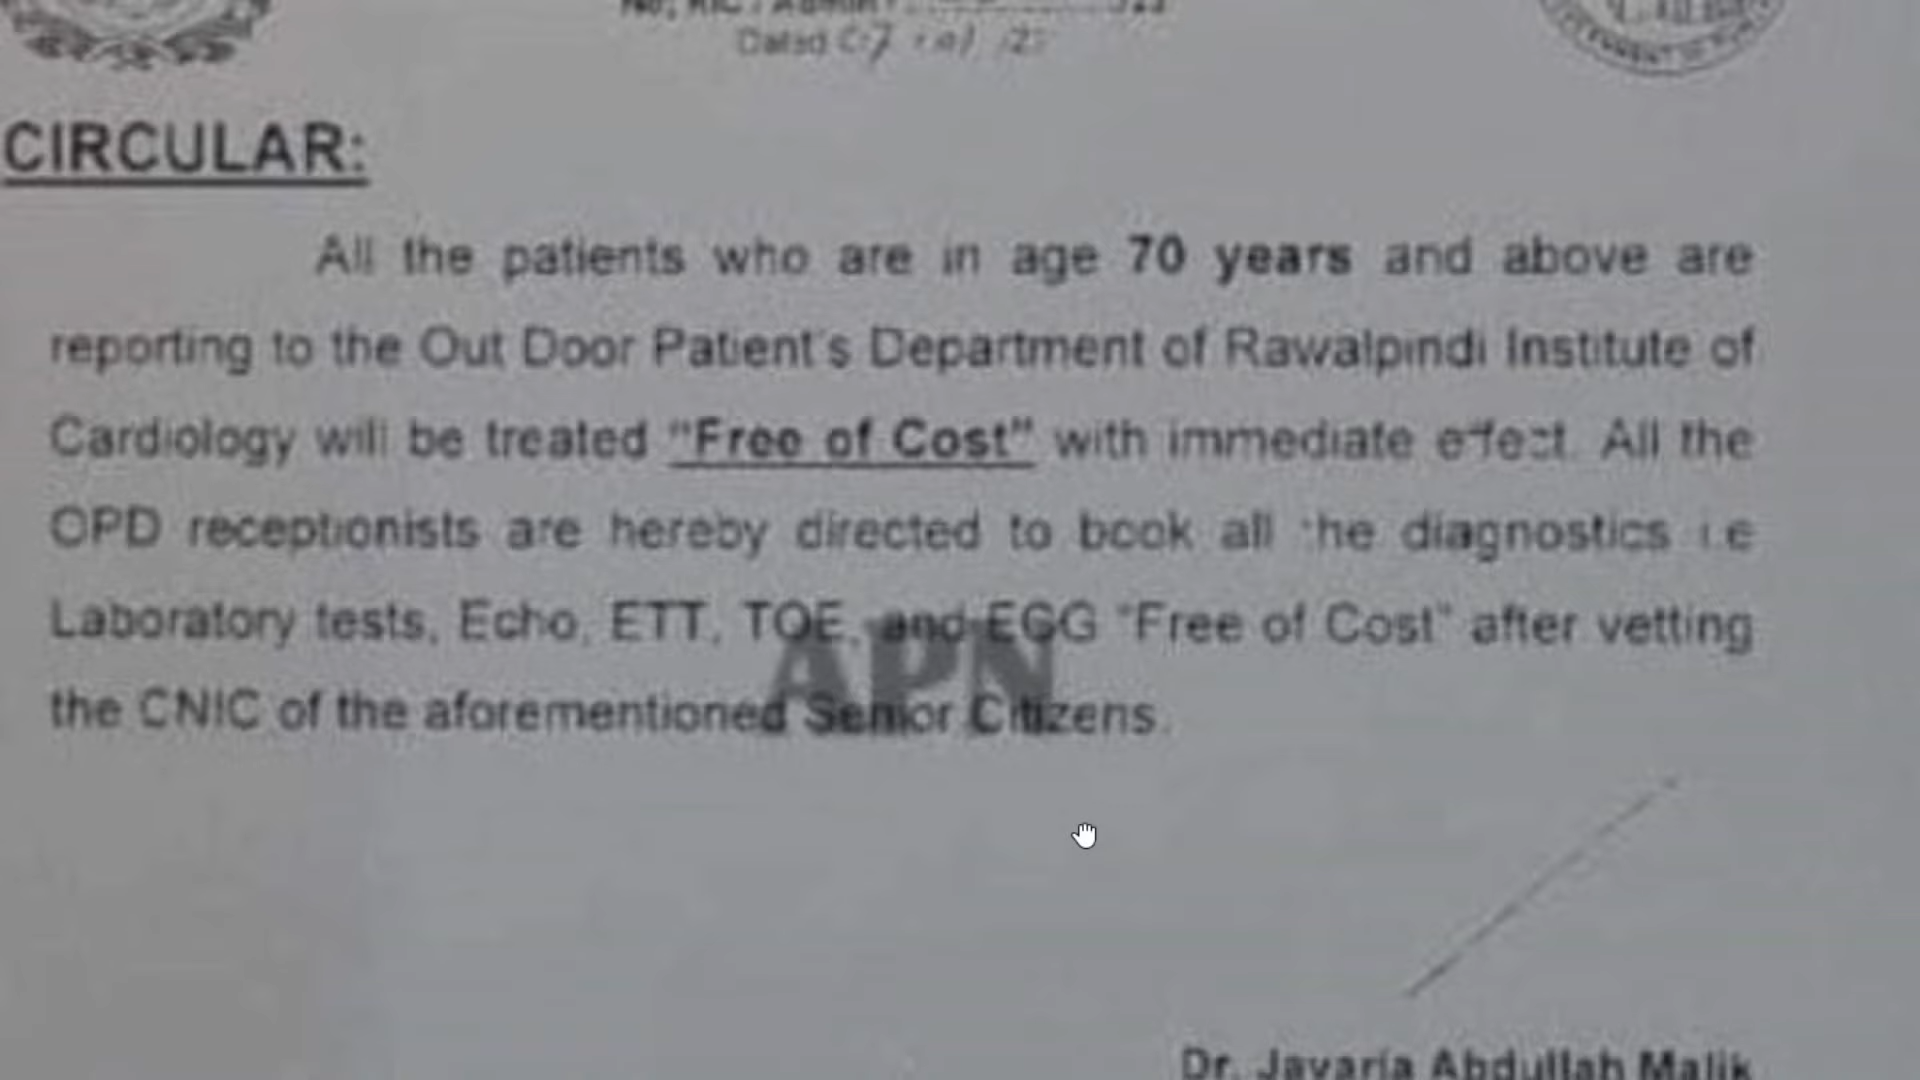 Dated
CIRCULAR:
All the patients who are in age 70 years and above are
reporting to the Out Door Patient's Department of Rawalpindi Institute of
Cardiology will be treated "Free of Cost" with immediate effect. All the
OPD receptionists are hereby directed to book all the diagnostics i.e
Laboratory tests, Echo, ETT, TOE, and ECG "Free of Cost" after vetting
the CNIC of the aforementioned Senior Citizens.
APN
Dr. Javaria Abdullah Malik